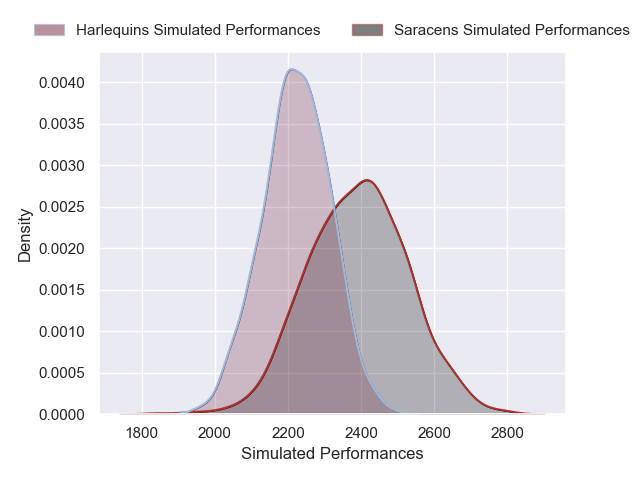 Harlequins Simulated Performances
Saracens Simulated Performances
0.0040
0.0035
0.0030
0.0025
0.0020
0.0015
0.0010
0.0005
0.0000
Density
1800 2000 2200 2400 2600 2800
Simulated Performances